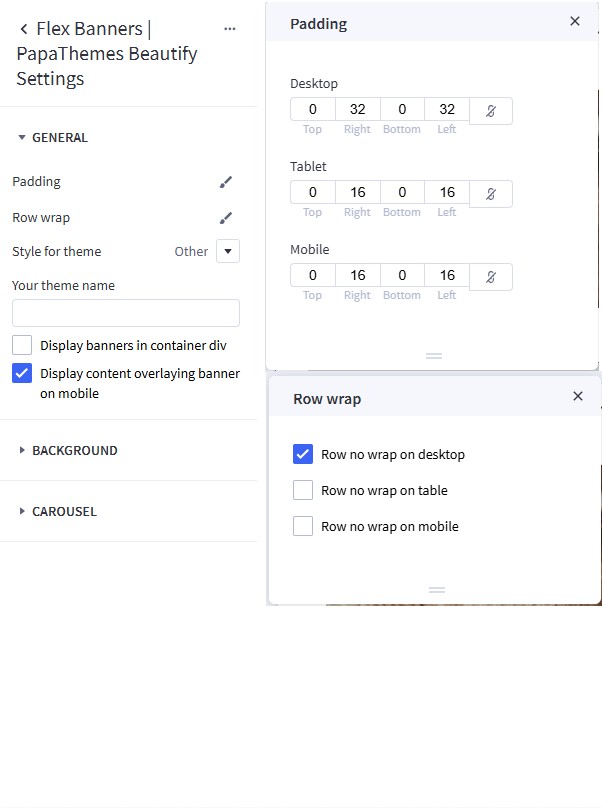 Flex Banners |
PapaThemes Beautify
Settings
GENERAL
Padding
Row wrap
Style for theme Other
Your theme name
Display banners in container div
Display content overlaying banner
on mobile
BACKGROUND
CAROUSEL
Padding
Desktop
0 32 0 32
Top Right Bottom Left
Tablet
0 16 0 16
Top Right Bottom Left
Mobile
0 16 0 16
Top Right Bottom Left
Row wrap
Row no wrap on desktop
Row no wrap on table
Row no wrap on mobile